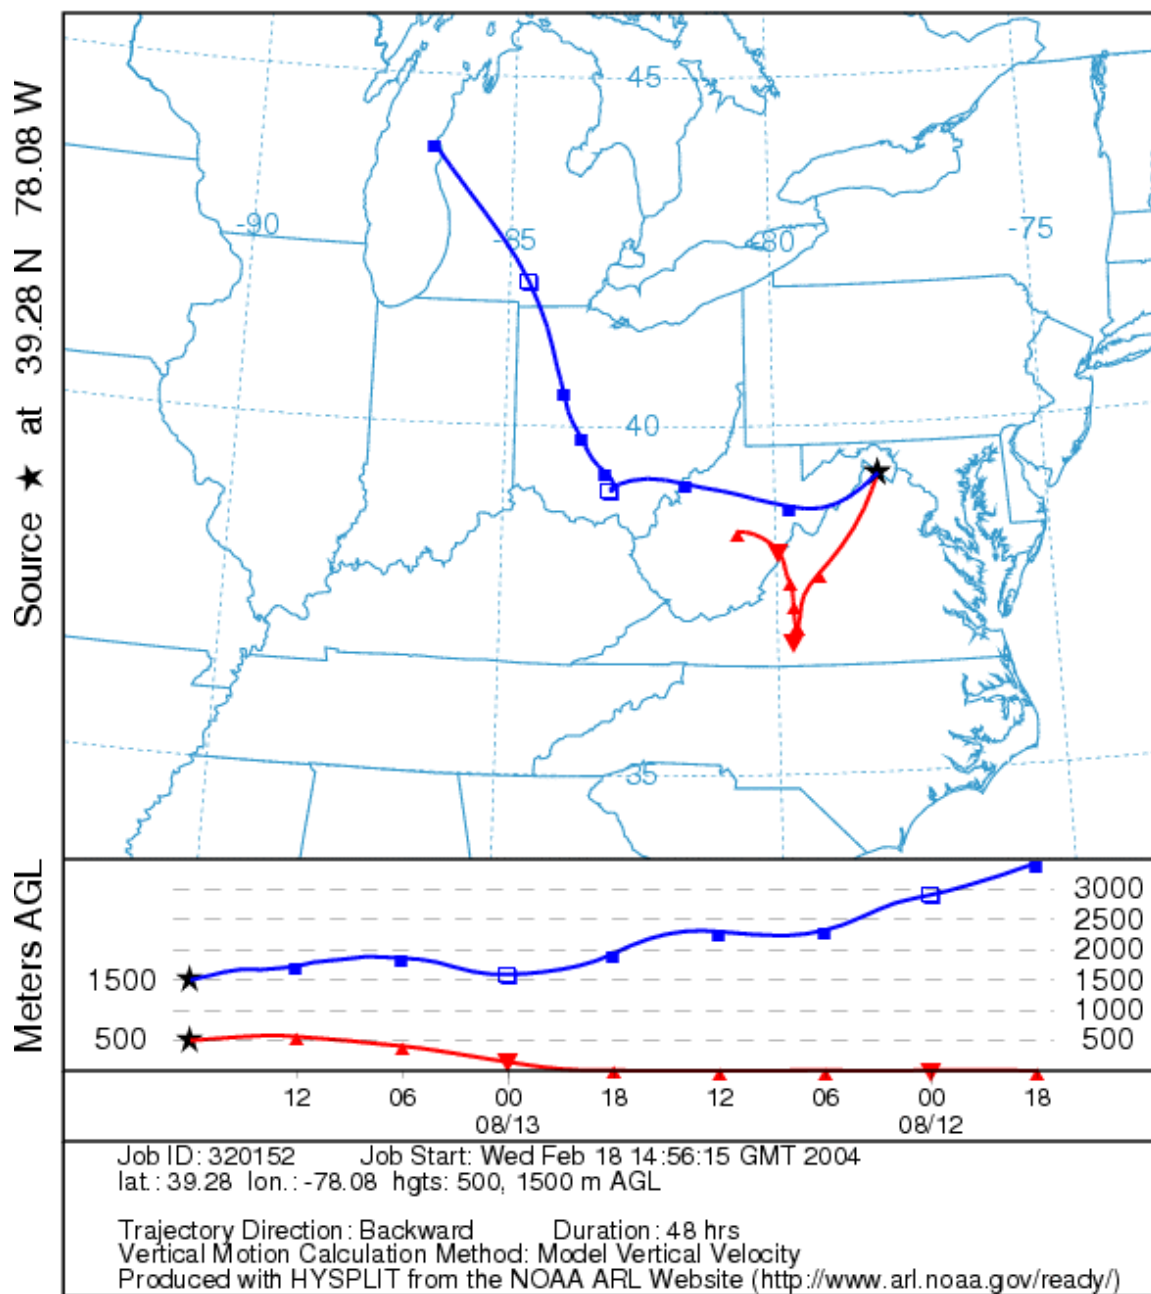 Source ★ at 39.28 N 78.08 W
45
-90
-85
-80
-75
40
35
Meters AGL
3000
2500
2000
1500 1500
1000
500 500
12 06 00 18 12 06 00 18
08/13 08/12
Job ID: 320152 Job Start: Wed Feb 18 14:56:15 GMT 2004
lat.: 39.28 lon.: -78.08 hgts: 500, 1500 m AGL
Trajectory Direction: Backward Duration: 48 hrs
Vertical Motion Calculation Method: Model Vertical Velocity
Produced with HYSPLIT from the NOAA ARL Website (http://www.arl.noaa.gov/ready/)